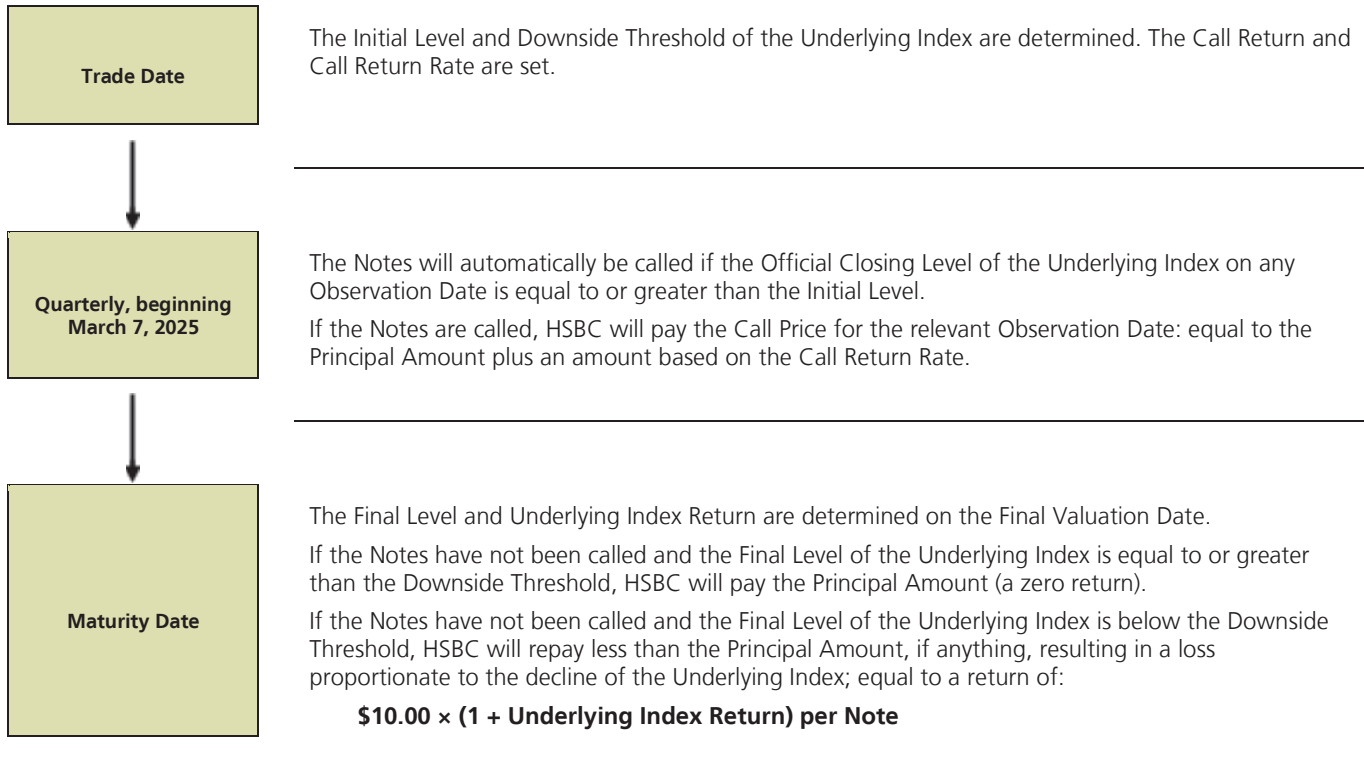 Trade Date
The Initial Level and Downside Threshold of the Underlying Index are determined. The Call Return and
Call Return Rate are set.
Quarterly, beginning
March 7, 2025
The Notes will automatically be called if the Official Closing Level of the Underlying Index on any
Observation Date is equal to or greater than the Initial Level.
If the Notes are called, HSBC will pay the Call Price for the relevant Observation Date: equal to the
Principal Amount plus an amount based on the Call Return Rate.
Maturity Date
The Final Level and Underlying Index Return are determined on the Final Valuation Date.
If the Notes have not been called and the Final Level of the Underlying Index is equal to or greater
than the Downside Threshold, HSBC will pay the Principal Amount (a zero return).
If the Notes have not been called and the Final Level of the Underlying Index is below the Downside
Threshold, HSBC will repay less than the Principal Amount, if anything, resulting in a loss
proportionate to the decline of the Underlying Index; equal to a return of:
$10.00 × (1 + Underlying Index Return) per Note